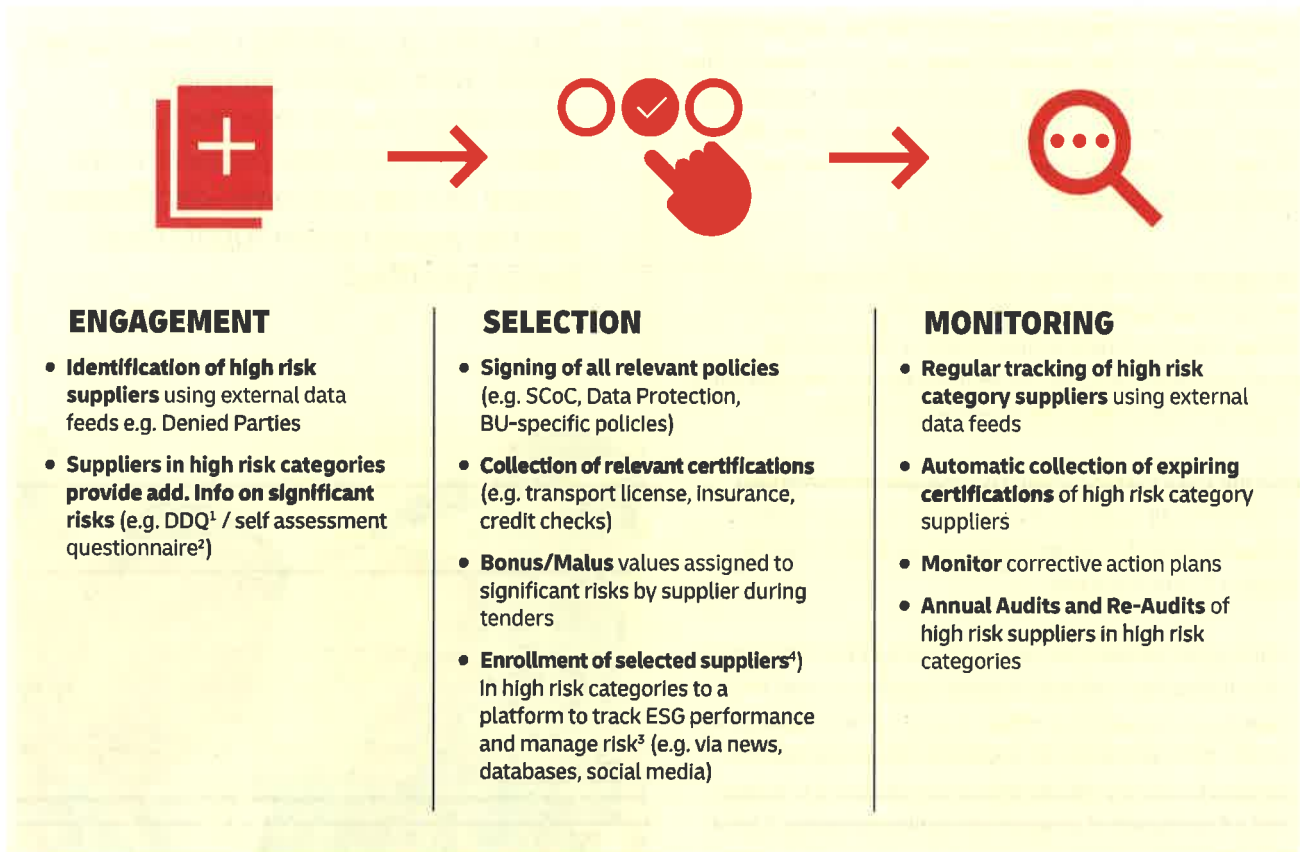 ENGAGEMENT
• Identification of high risk
suppliers using external data
feeds e.g. Denied Parties
• Suppliers in high risk categories
provide add. Info on significant
risks (e.g. DDQ¹ / self assessment
questionnaire²)
SELECTION
• Signing of all relevant policies
(e.g. SCoC, Data Protection,
BU-specific policies)
• Collection of relevant certifications
(e.g. transport license, insurance,
credit checks)
• Bonus/Malus values assigned to
significant risks by supplier during
tenders
• Enrollment of selected suppliers⁴)
In high risk categories to a
platform to track ESG performance
and manage risk³ (e.g. via news,
databases, social media)
MONITORING
• Regular tracking of high risk
category suppliers using external
data feeds
• Automatic collection of expiring
certifications of high risk category
suppliers
• Monitor corrective action plans
• Annual Audits and Re-Audits of
high risk suppliers in high risk
categories